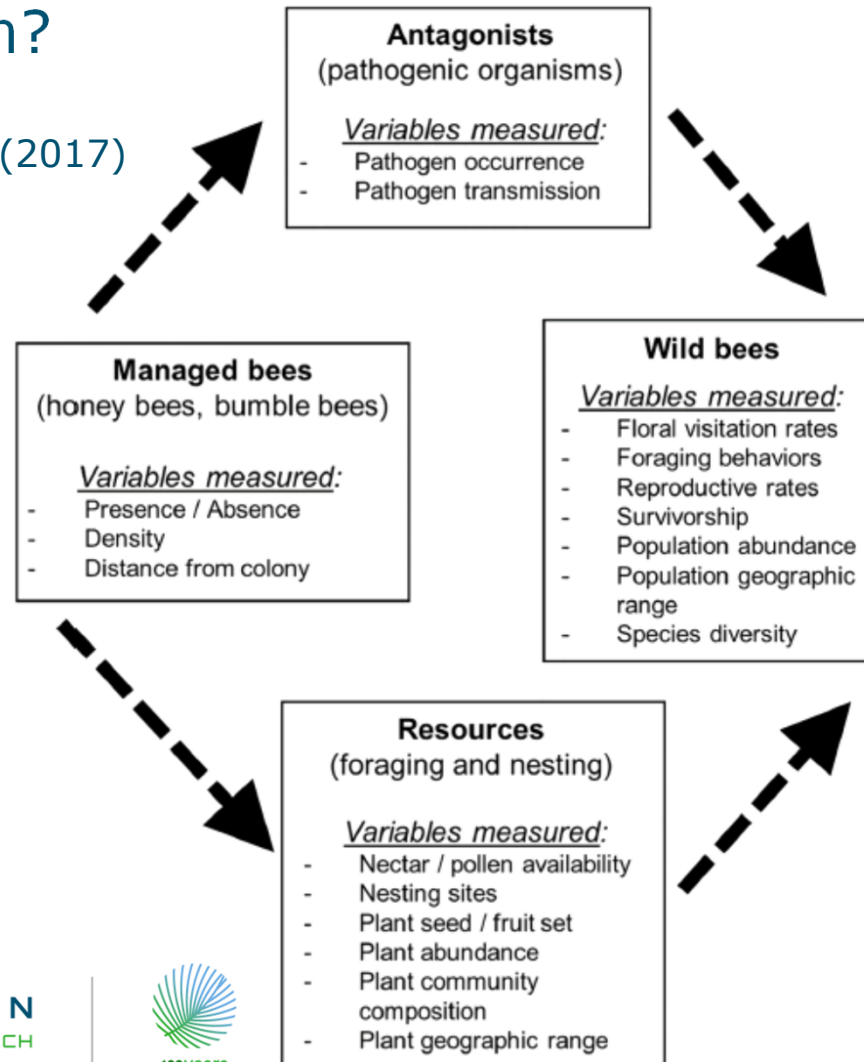 n?
(2017)
Antagonists
(pathogenic organisms)
Variables measured:
- Pathogen occurrence
- Pathogen transmission
Managed bees
(honey bees, bumble bees)
Variables measured:
- Presence / Absence
- Density
- Distance from colony
Wild bees
Variables measured:
- Floral visitation rates
- Foraging behaviors
- Reproductive rates
- Survivorship
- Population abundance
- Population geographic
range
- Species diversity
Resources
(foraging and nesting)
Variables measured:
- Nectar / pollen availability
- Nesting sites
- Plant seed / fruit set
- Plant abundance
- Plant community
composition
- Plant geographic range
N
CH